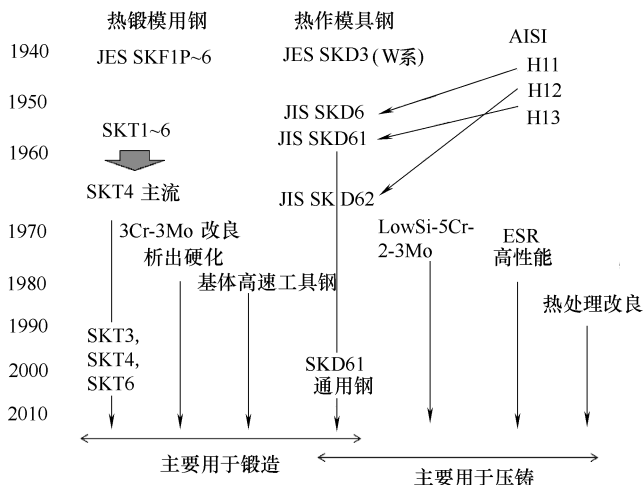 热锻模用钢
热作模具钢
1940
JES SKF1P~6
JES SKD3 (W系)
AISI
H11
H12
H13
1950
JIS SKD6
SKT1~6
JIS SKD61
1960
SKT4 主流
JIS SKD62
1970
3Cr-3Mo 改良
析出硬化
LowSi-5Cr-
2-3Mo
ESR
高性能
1980
基体高速工具钢
热处理改良
1990
SKT3,
SKT4,
SKT6
2000
SKD61
通用钢
2010
主要用于锻造
主要用于压铸